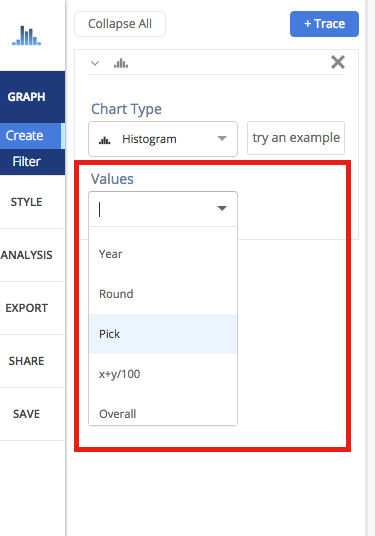 Collapse All
+ Trace
GRAPH
Create
Filter
STYLE
ANALYSIS
EXPORT
SHARE
SAVE
Chart Type
Histogram
try an example
Values
Year
Round
Pick
x+y/100
Overall